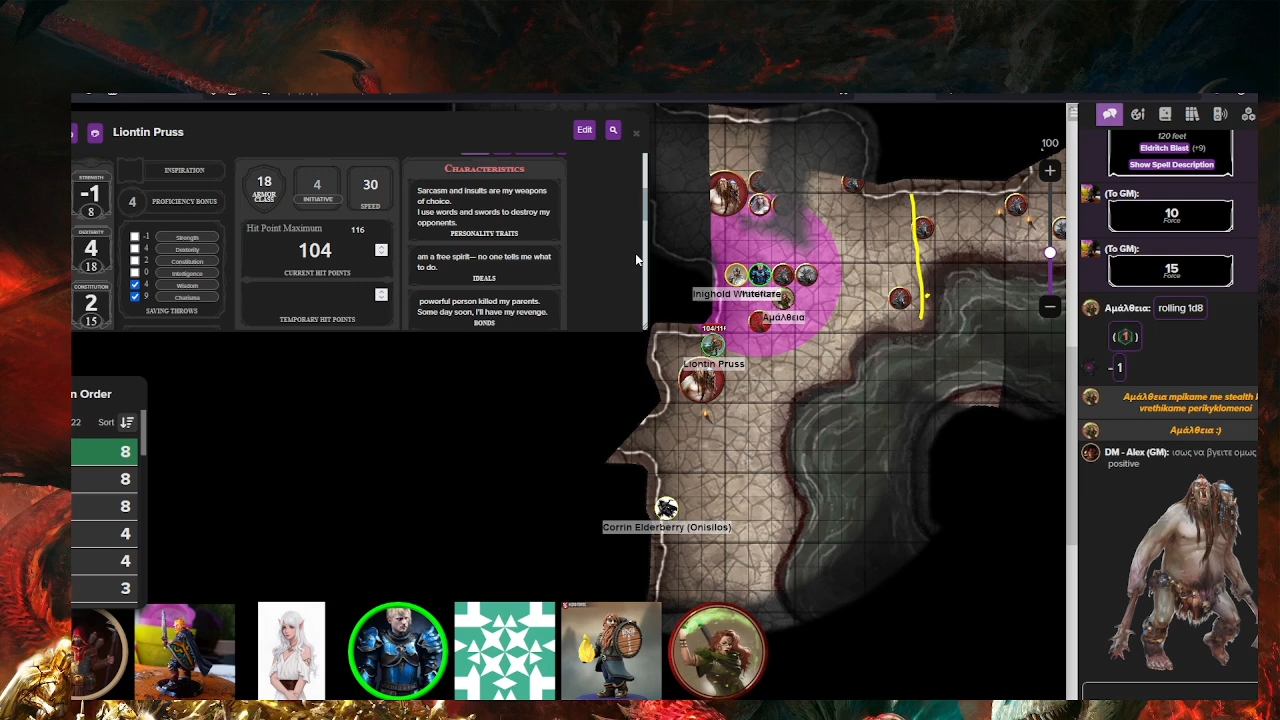 Liontin Pruss
Edit
STRENGTH
-1
8
DEXTERITY
4
18
CONSTITUTION
2
15
INSPIRATION
4
PROFICIENCY BONUS
-1 Strength
4 Dexterity
2 Constitution
0 Intelligence
4 Wisdom
9 Charisma
SAVING THROWS
18
ARMOR
CLASS
4
INITIATIVE
30
SPEED
Hit Point Maximum 116
104
CURRENT HIT POINTS
TEMPORARY HIT POINTS
CHARACTERISTICS
Sarcasm and insults are my weapons
of choice.
I use words and swords to destroy my
opponents.
PERSONALITY TRAITS
am a free spirit— no one tells me what
to do.
IDEALS
powerful person killed my parents.
Some day soon, I'll have my revenge.
BONDS
n Order
22 Sort
8
8
8
4
4
3
Αμάλθεια
104/116
Liontin Pruss
Corrin Elderberry (Onisilos)
100
120 feet
Eldritch Blast (+9)
Show Spell Description
(To GM):
10
Force
(To GM):
15
Force
Αμάλθεια: rolling 1d8
(1)
-1
Αμάλθεια mpikame me stealth k
vrethikame perikyklomenoi
Αμάλθεια :)
DM - Alex (GM): ισως να βγειτε ομως
positive